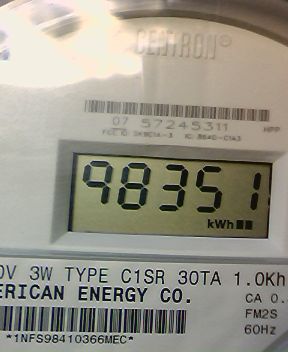 CENTRON®
07 57245311 HPP
98351
kWh
0V 3W TYPE C1SR 30TA 1.0Kh
ERICAN ENERGY CO.
CA 0.
FM2S
60Hz
*1NFS98410366MEC*